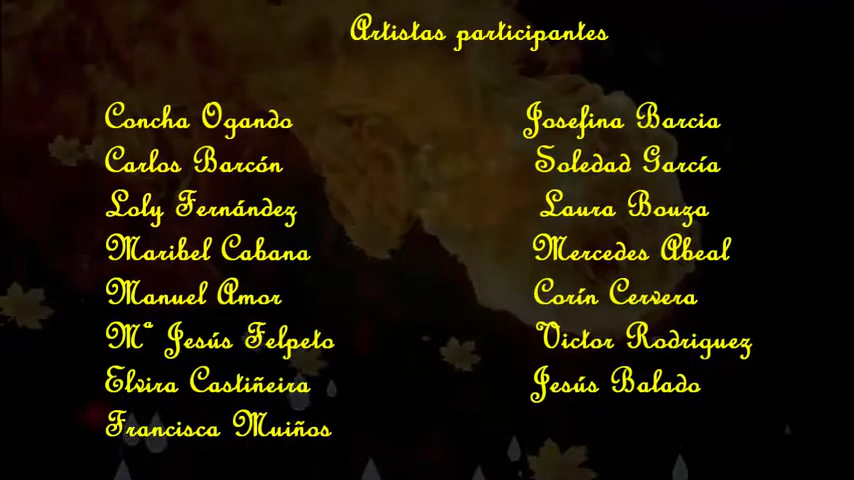 Artistas participantes
Concha Ogando
Carlos Barcón
Loly Fernández
Maribel Cabana
Manuel Amor
Mª Jesús Felpeto
Elvira Castiñeira
Francisca Muiños
Josefina Barcia
Soledad García
Laura Bouza
Mercedes Abeal
Corín Cervera
Victor Rodriguez
Jesús Balado